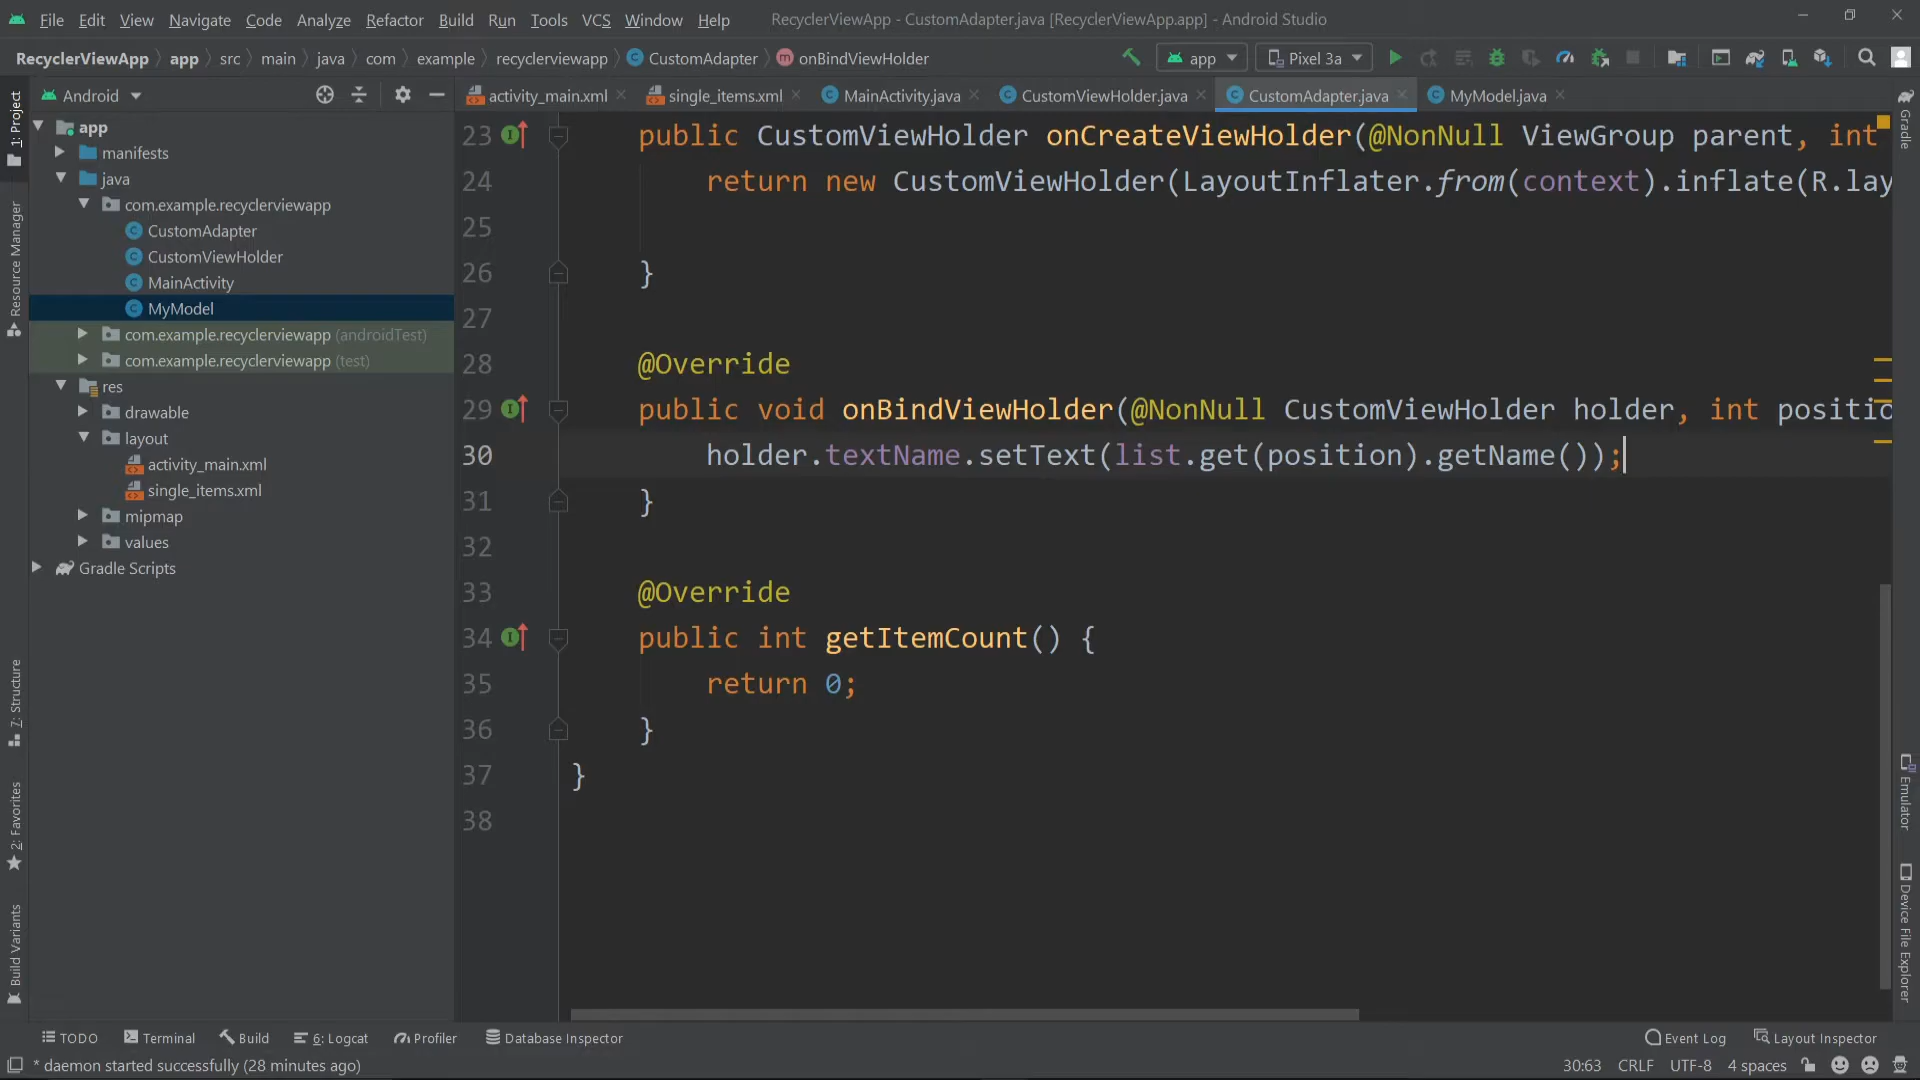 File Edit View Navigate Code Analyze Refactor Build Run Tools VCS Window Help RecyclerViewApp - CustomAdapter.java [RecyclerViewApp.app] - Android Studio
RecyclerViewApp app src main java com example recyclerviewapp CustomAdapter onBindViewHolder app Pixel 3a
Android activity_main.xml single_items.xml MainActivity.java CustomViewHolder.java CustomAdapter.java MyModel.java
1: Project
Resource Manager
7: Structure
2: Favorites
Build Variants
app
manifests
java
com.example.recyclerviewapp
CustomAdapter
CustomViewHolder
MainActivity
MyModel
com.example.recyclerviewapp (androidTest)
com.example.recyclerviewapp (test)
res
drawable
layout
activity_main.xml
single_items.xml
mipmap
values
Gradle Scripts
23 public CustomViewHolder onCreateViewHolder(@NonNull ViewGroup parent, int
24 return new CustomViewHolder(LayoutInflater.from(context).inflate(R.lay
25
26 }
27
28 @Override
29 public void onBindViewHolder(@NonNull CustomViewHolder holder, int positio
30 holder.textName.setText(list.get(position).getName());
31 }
32
33 @Override
34 public int getItemCount() {
35 return 0;
36 }
37 }
38
Gradle
Emulator
Device File Explorer
TODO Terminal Build 6: Logcat Profiler Database Inspector Event Log Layout Inspector
* daemon started successfully (28 minutes ago) 30:63 CRLF UTF-8 4 spaces